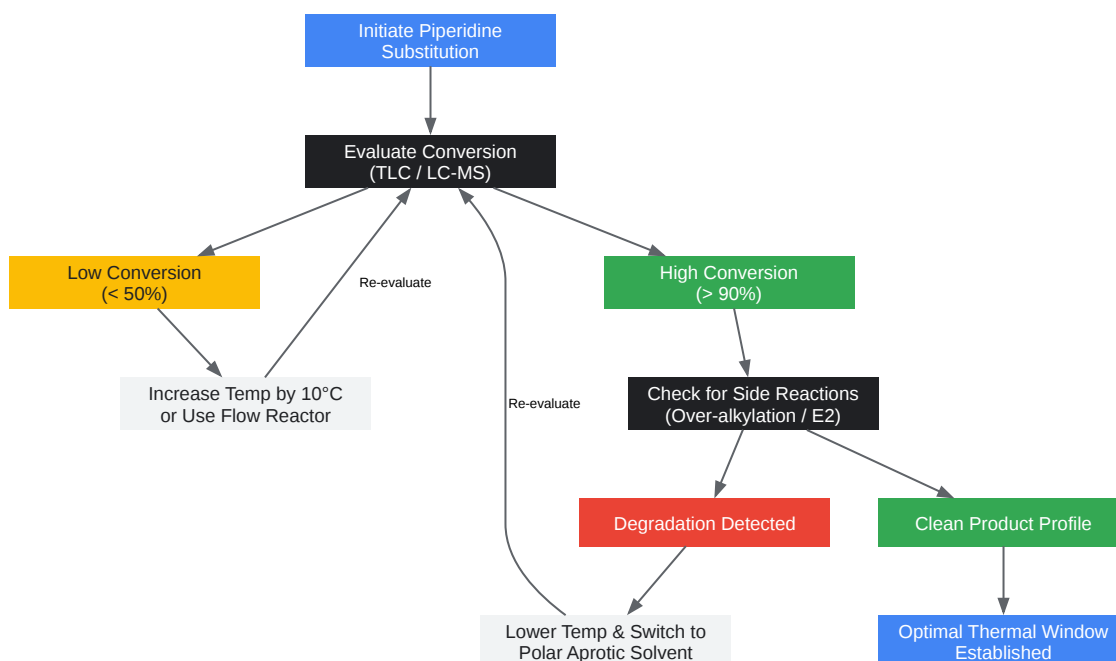 Initiate Piperidine
Substitution
Evaluate Conversion
(TLC / LC-MS)
Low Conversion
(< 50%)
Re-evaluate
High Conversion
(> 90%)
Increase Temp by 10°C
or Use Flow Reactor
Re-evaluate
Check for Side Reactions
(Over-alkylation / E2)
Degradation Detected
Clean Product Profile
Lower Temp & Switch to
Polar Aprotic Solvent
Optimal Thermal Window
Established